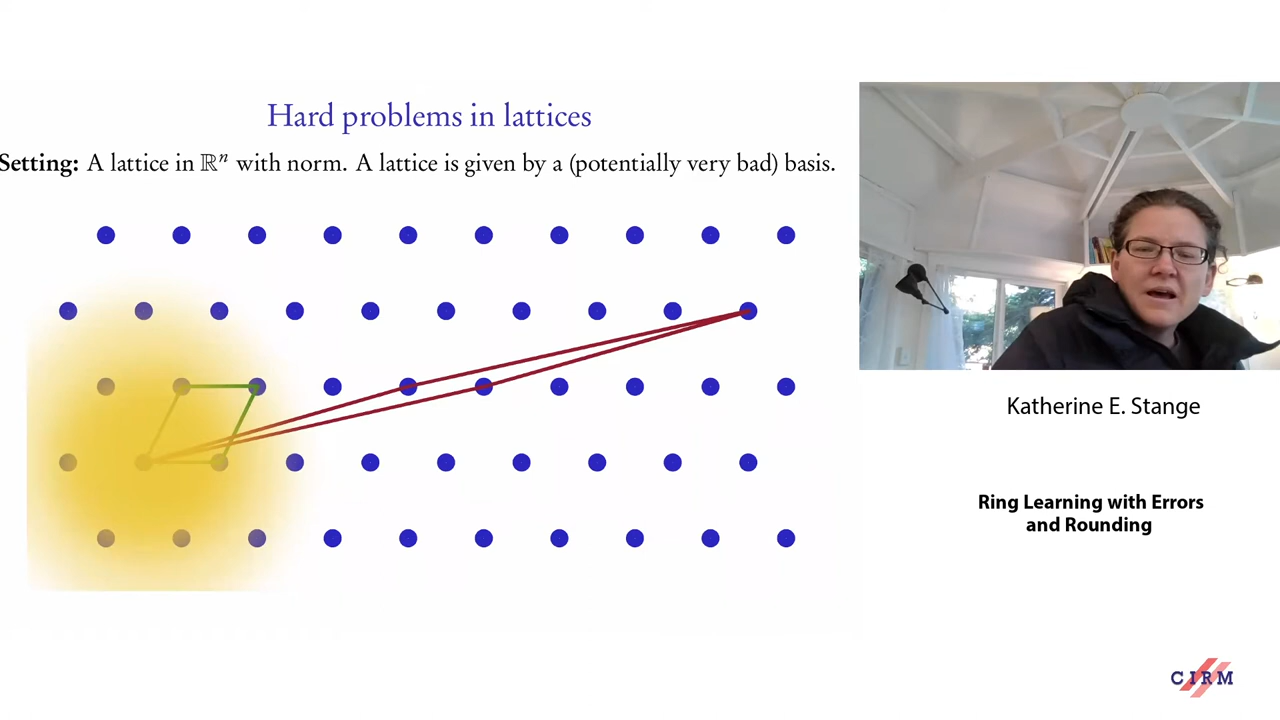 Hard problems in lattices
Setting: A lattice in ℝⁿ with norm. A lattice is given by a (potentially very bad) basis.
Katherine E. Stange
Ring Learning with Errors
and Rounding
CIRM